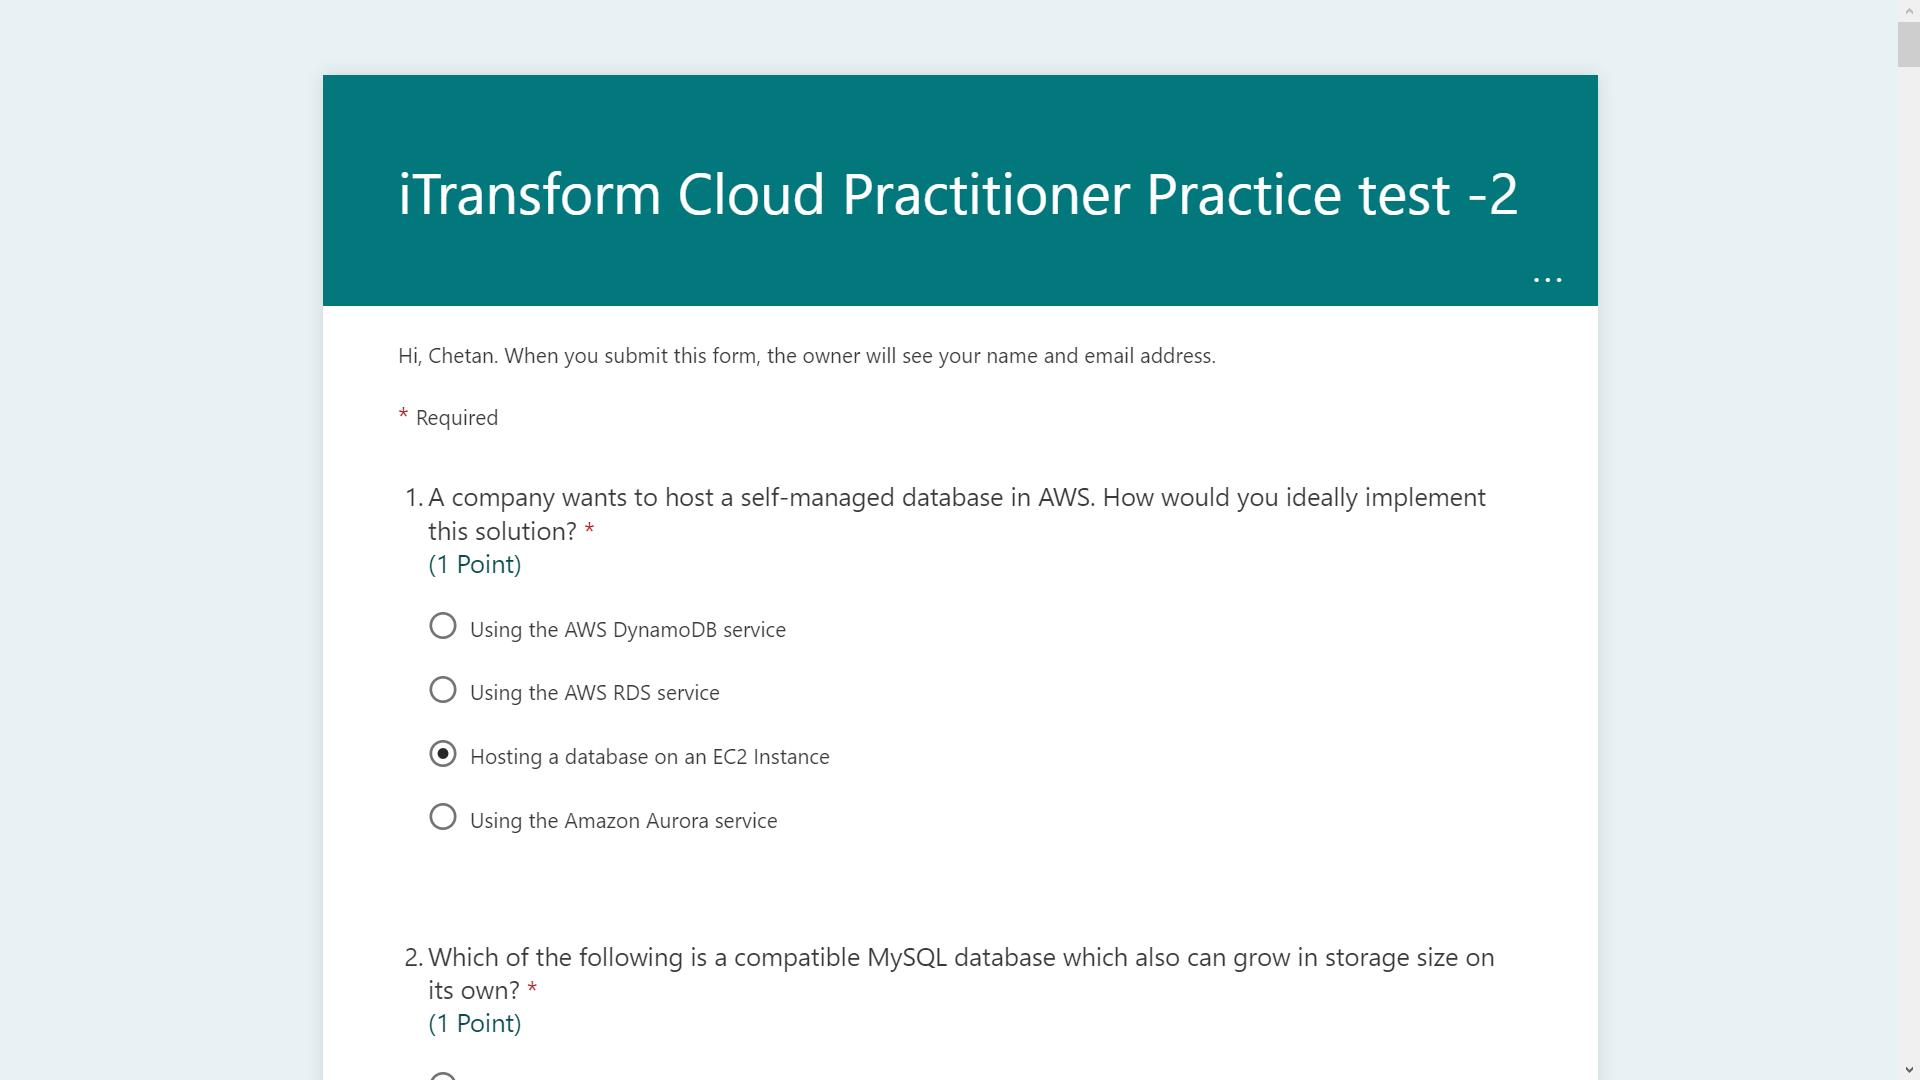 iTransform Cloud Practitioner Practice test -2
...
Hi, Chetan. When you submit this form, the owner will see your name and email address.
* Required
1. A company wants to host a self-managed database in AWS. How would you ideally implement
this solution? *
(1 Point)
Using the AWS DynamoDB service
Using the AWS RDS service
Hosting a database on an EC2 Instance
Using the Amazon Aurora service
2. Which of the following is a compatible MySQL database which also can grow in storage size on
its own? *
(1 Point)